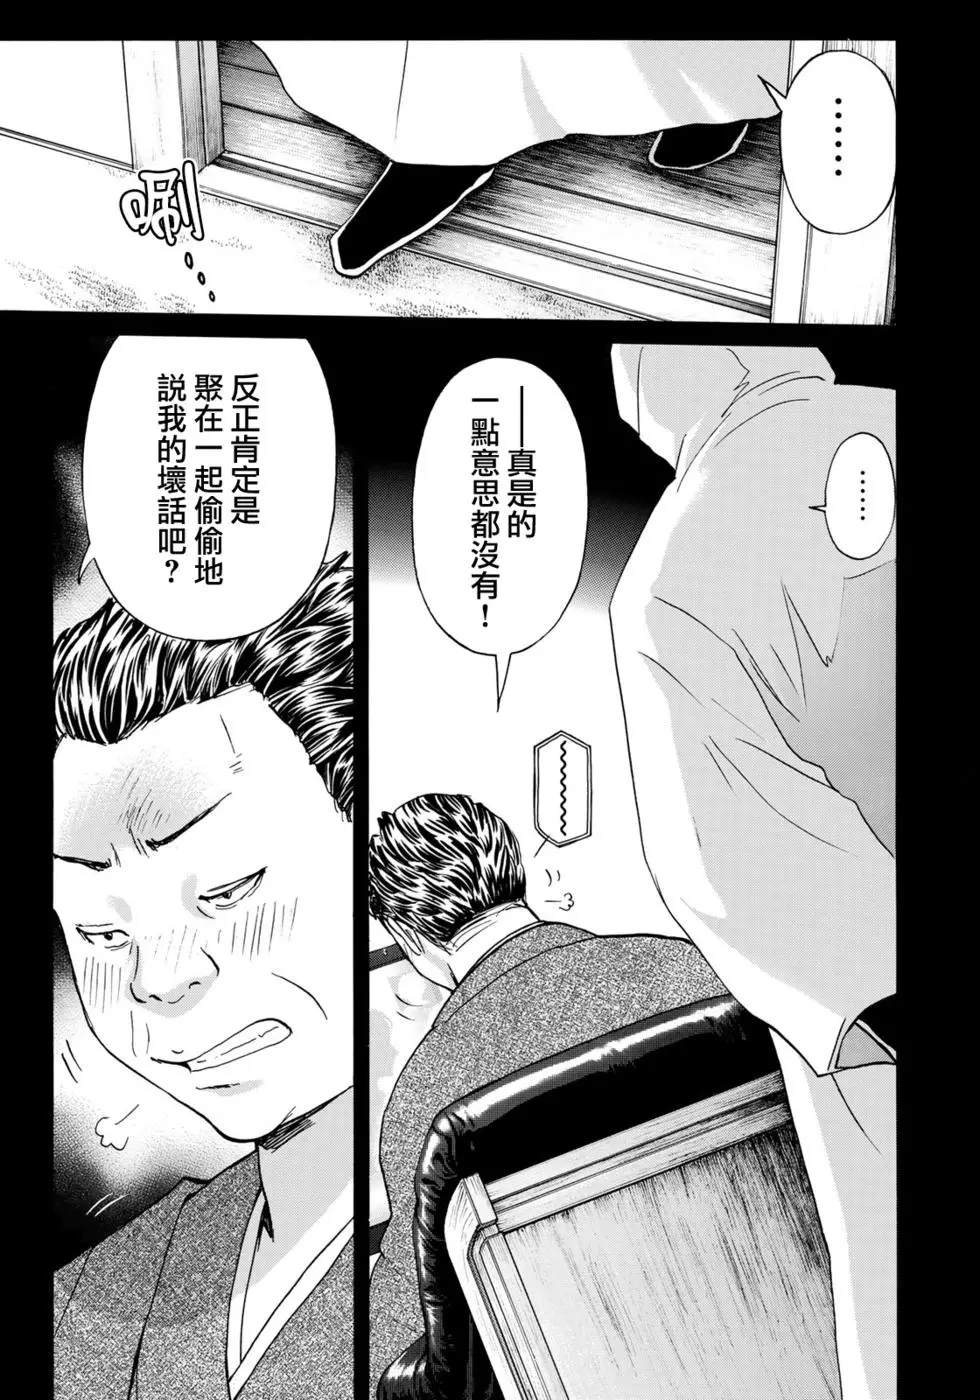 ………
唰…
……
——真是的
一點意思都沒有！
反正肯定是
聚在一起偷偷地
説我的壞話吧？